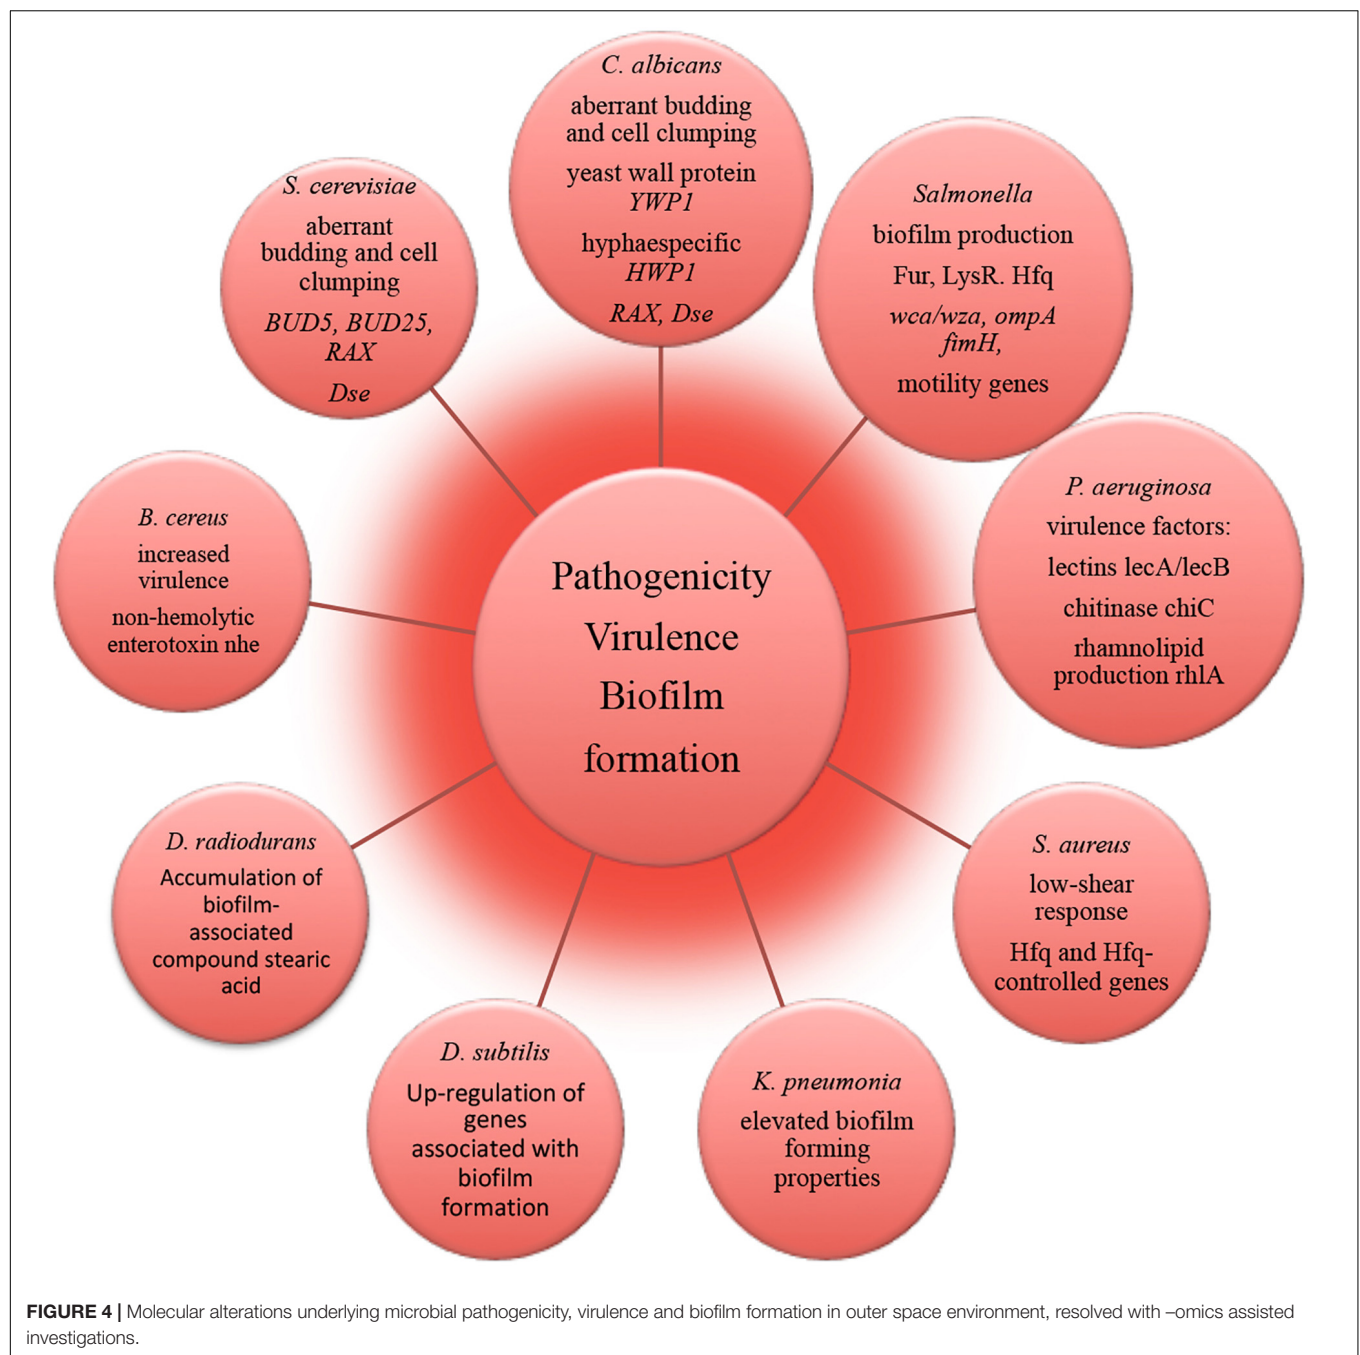 C. albicans
aberrant budding
and cell clumping
yeast wall protein
YWP1
hyphaespecific
HWP1
RAX, Dse
Salmonella
biofilm production
Fur, LysR. Hfq
wca/wza, ompA
fimH,
motility genes
P. aeruginosa
virulence factors:
lectins lecA/lecB
chitinase chiC
rhamnolipid
production rhlA
S. aureus
low-shear
response
Hfq and Hfq-
controlled genes
K. pneumonia
elevated biofilm
forming
properties
D. subtilis
Up-regulation of
genes
associated with
biofilm
formation
D. radiodurans
Accumulation of
biofilm-
associated
compound stearic
acid
B. cereus
increased
virulence
non-hemolytic
enterotoxin nhe
S. cerevisiae
aberrant
budding and cell
clumping
BUD5, BUD25,
RAX
Dse
Pathogenicity
Virulence
Biofilm
formation
FIGURE 4 | Molecular alterations underlying microbial pathogenicity, virulence and biofilm formation in outer space environment, resolved with –omics assisted
investigations.